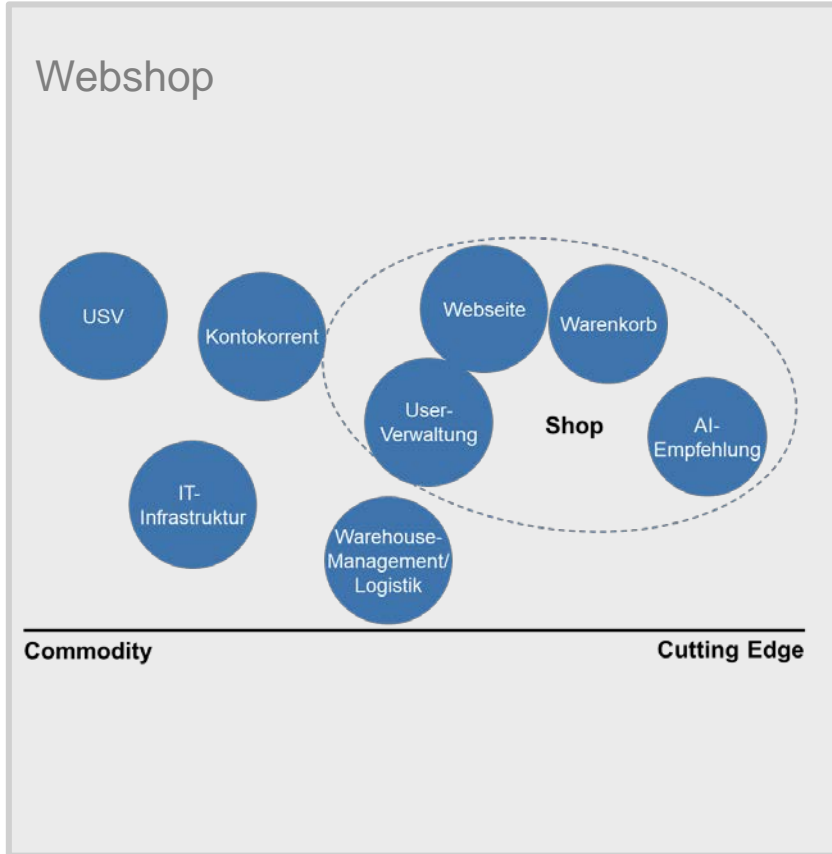 Webshop
USV
Kontokorrent
Webseite
Warenkorb
User-
Verwaltung
Shop
AI-
Empfehlung
IT-
Infrastruktur
Warehouse-
Management/
Logistik
Commodity
Cutting Edge